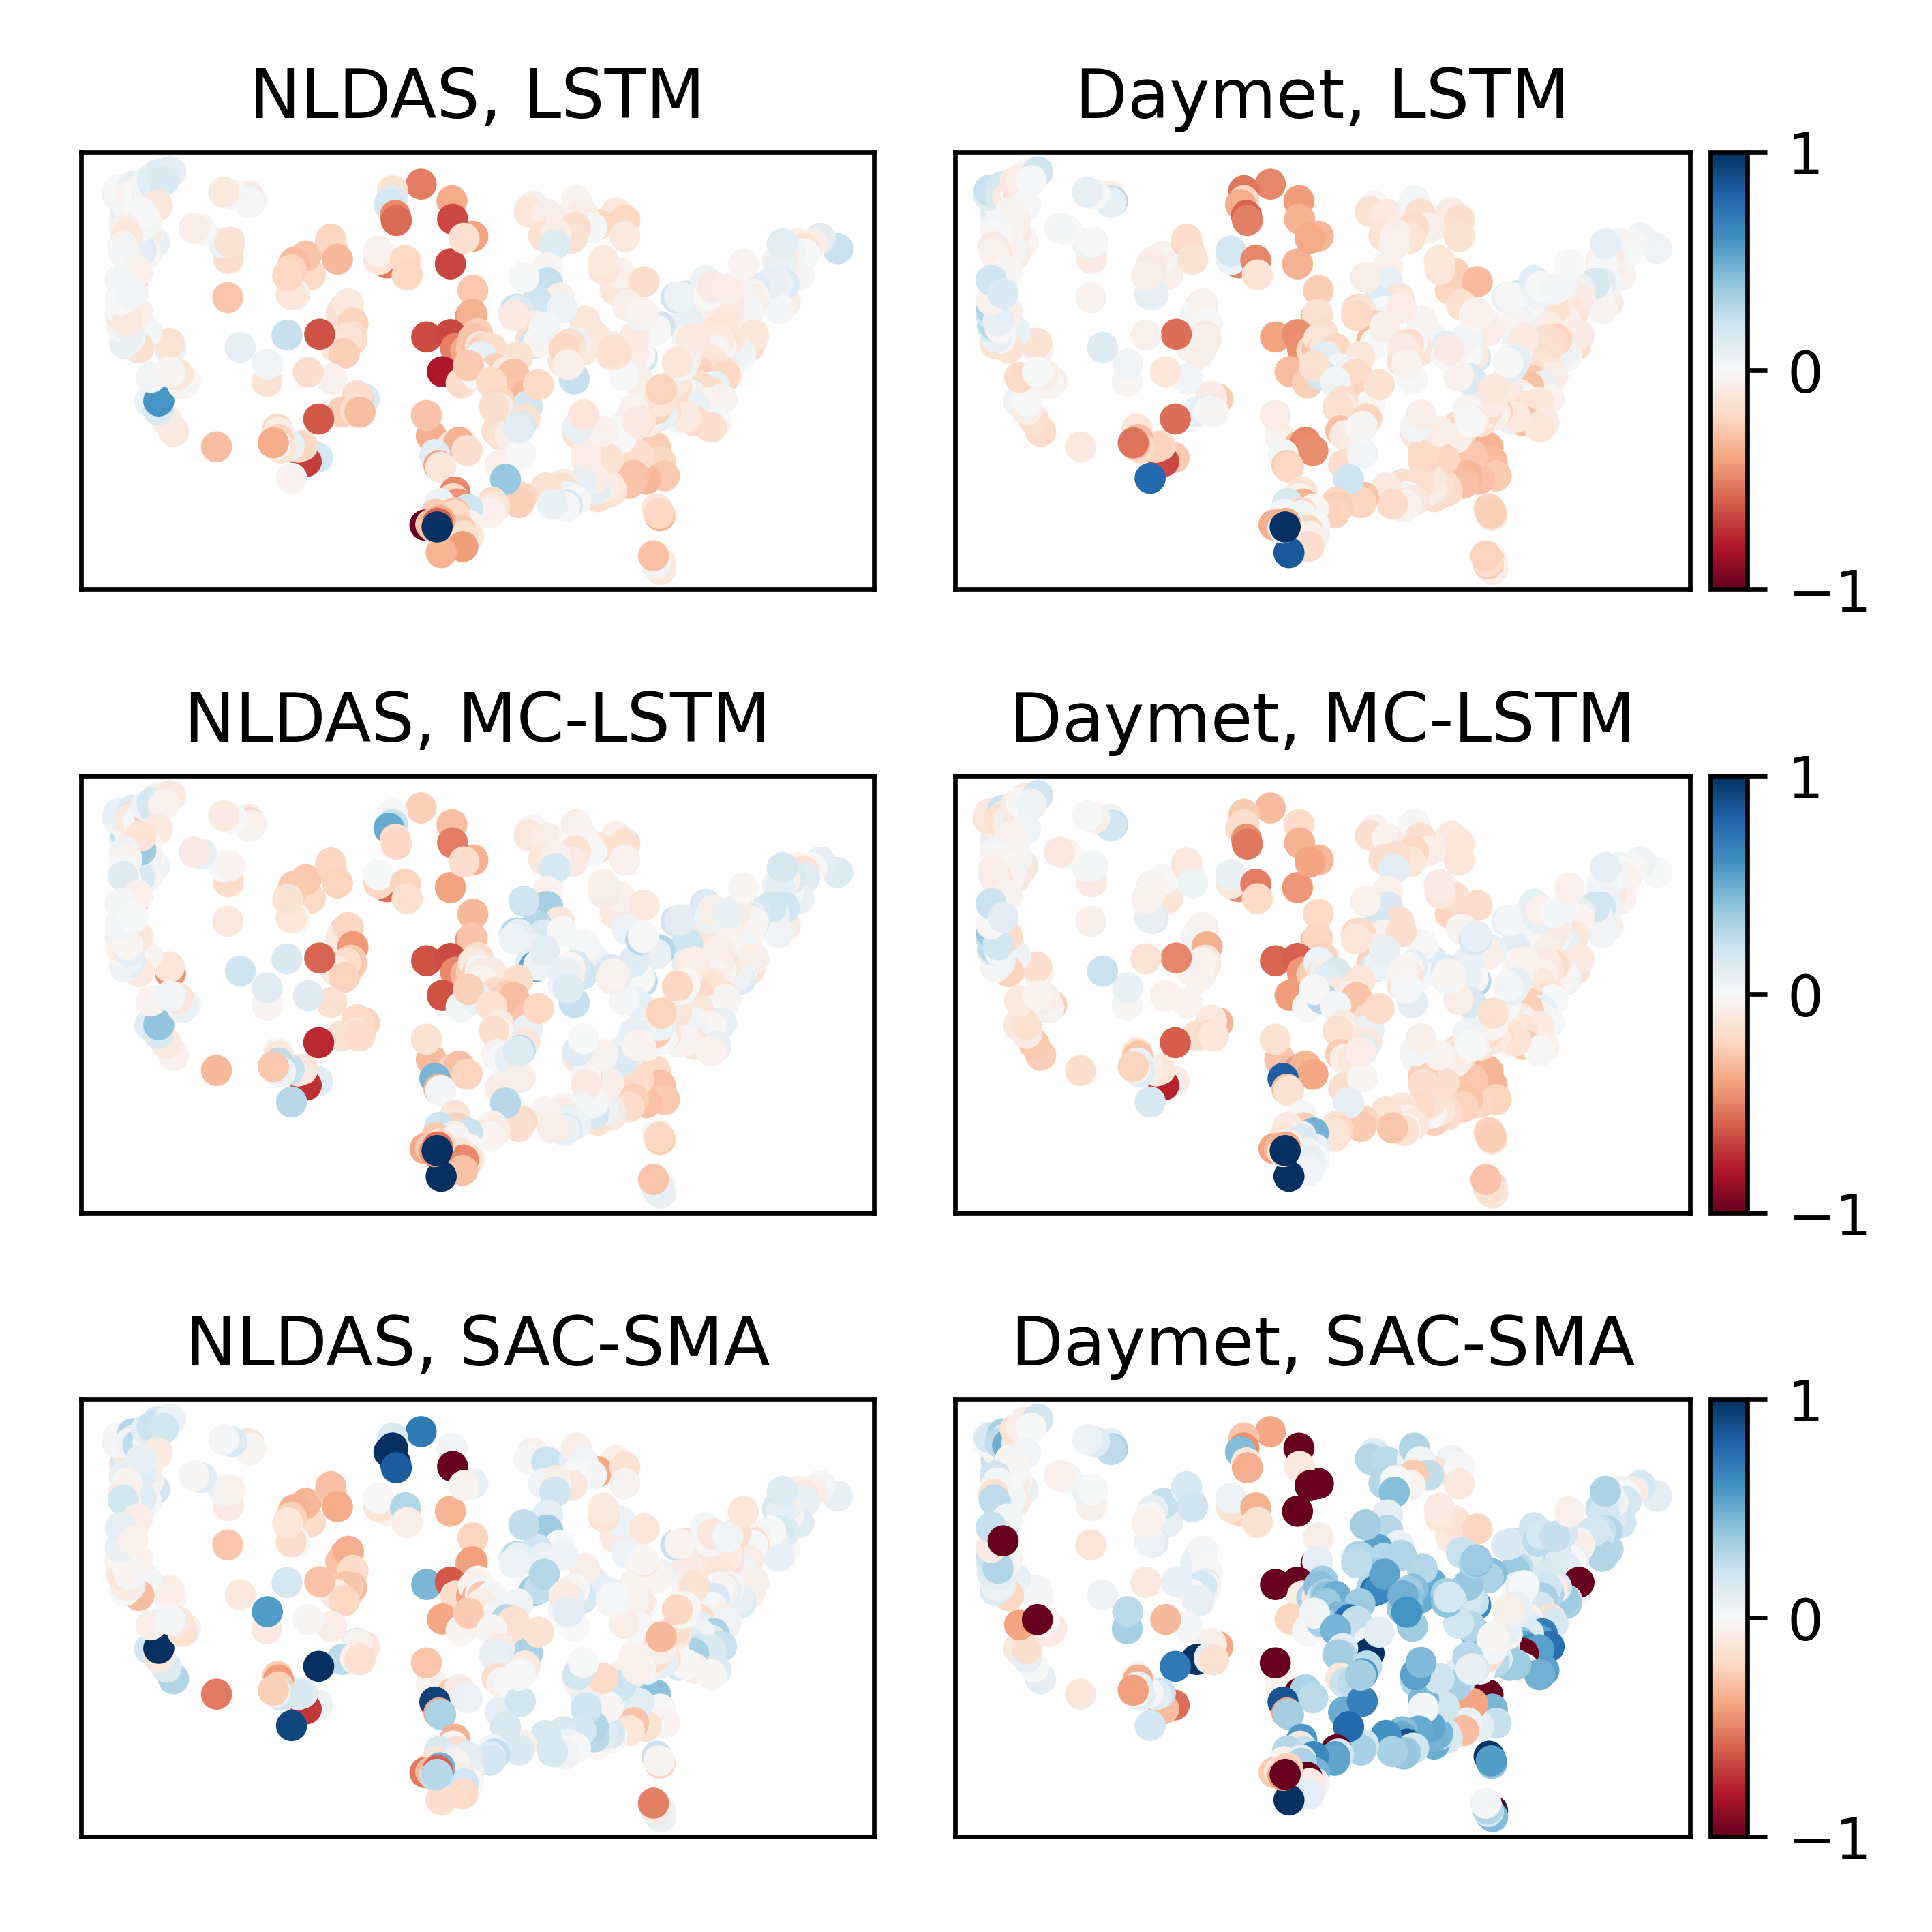 NLDAS, LSTM
Daymet, LSTM
1
0
−1
NLDAS, MC-LSTM
Daymet, MC-LSTM
1
0
−1
NLDAS, SAC-SMA
Daymet, SAC-SMA
1
0
−1